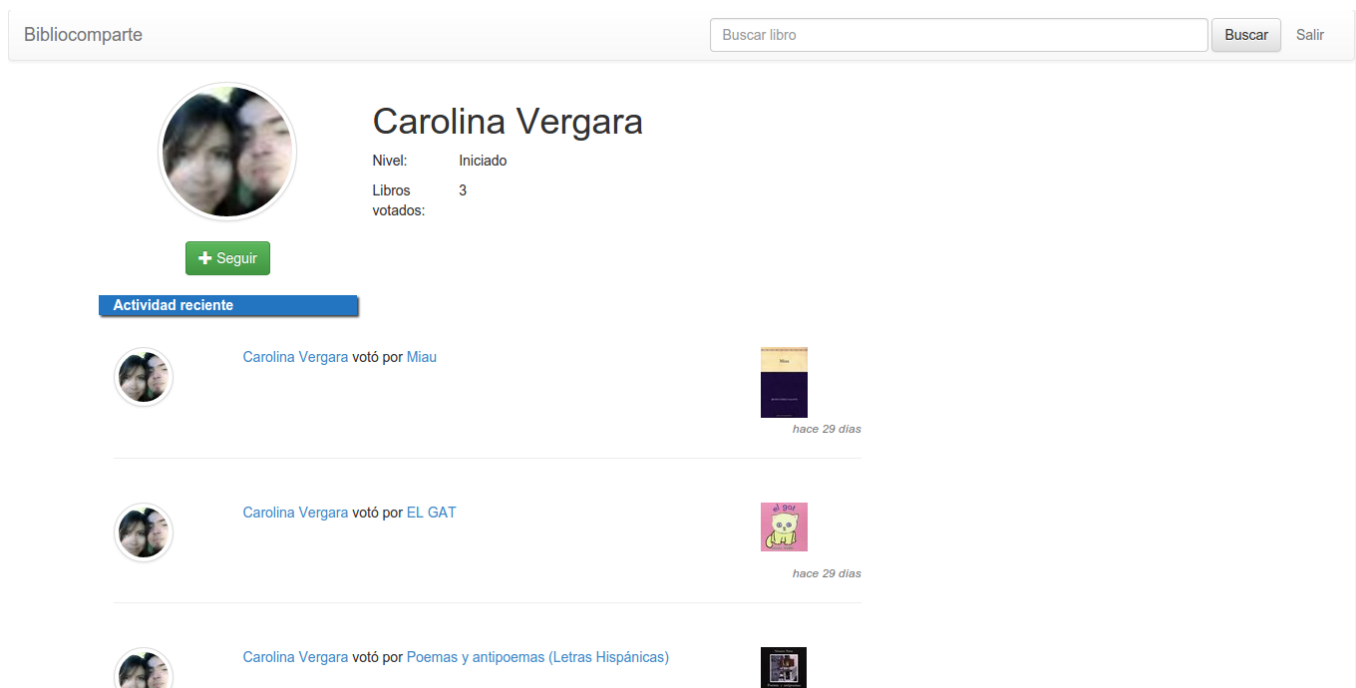 Bibliocomparte
Buscar libro
Buscar
Salir
Carolina Vergara
Nivel: Iniciado
Libros votados: 3
Seguir
Actividad reciente
Carolina Vergara votó por Miau
Miau
hace 29 días
Carolina Vergara votó por EL GAT
el gat
hace 29 días
Carolina Vergara votó por Poemas y antipoemas (Letras Hispánicas)